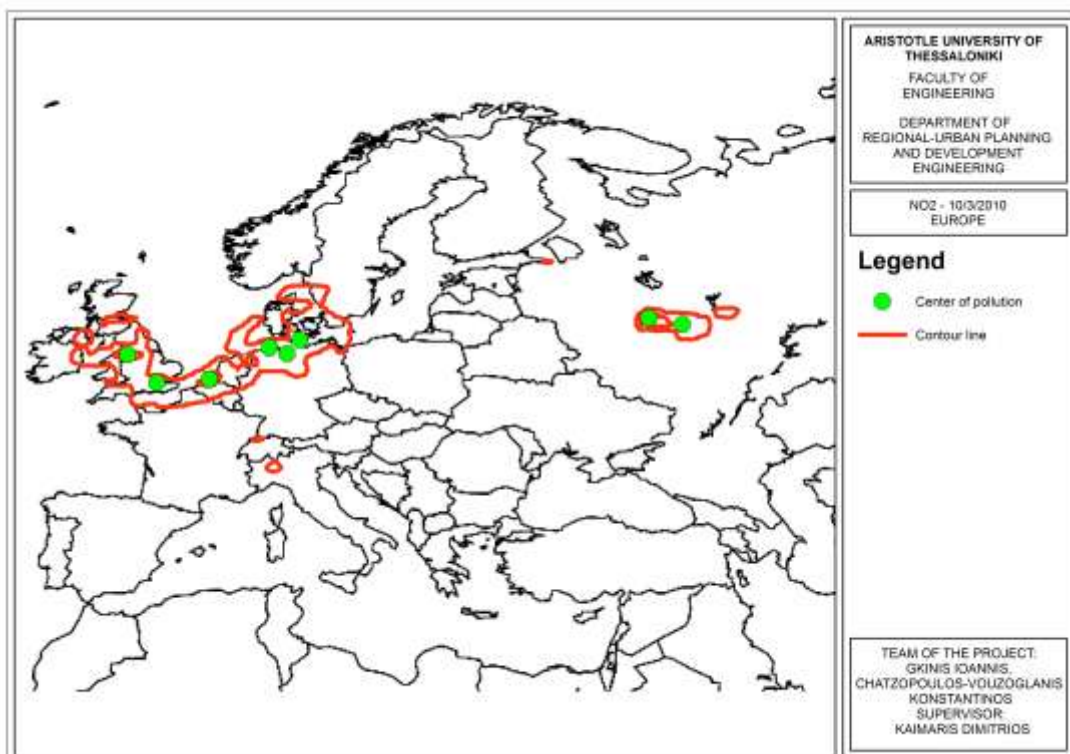 ARISTOTLE UNIVERSITY OF
THESSALONIKI
FACULTY OF
ENGINEERING
DEPARTMENT OF
REGIONAL-URBAN PLANNING
AND DEVELOPMENT
ENGINEERING
NO2 - 10/3/2010
EUROPE
Legend
Center of pollution
Contour line
TEAM OF THE PROJECT:
GKINIS IOANNIS,
CHATZOPOULOS-VOUZOGLANIS
KONSTANTINOS
SUPERVISOR:
KAIMARIS DIMITRIOS